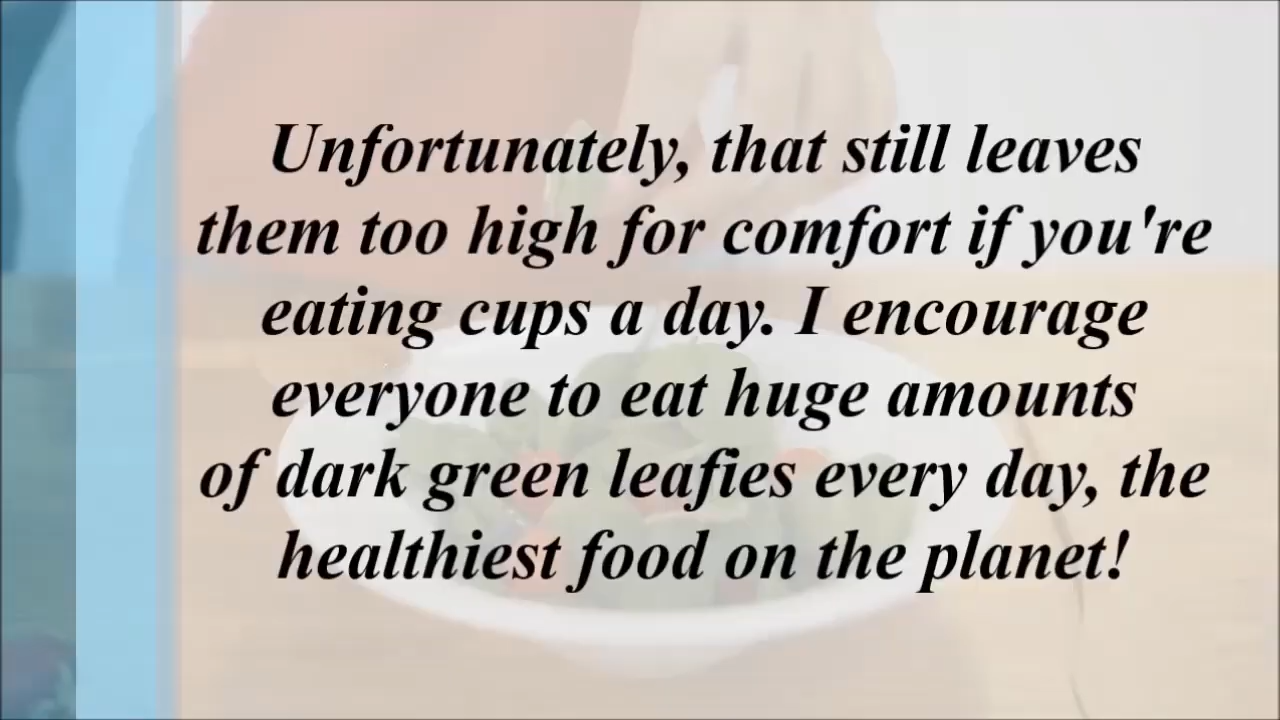 Unfortunately, that still leaves
them too high for comfort if you're
eating cups a day. I encourage
everyone to eat huge amounts
of dark green leafies every day, the
healthiest food on the planet!